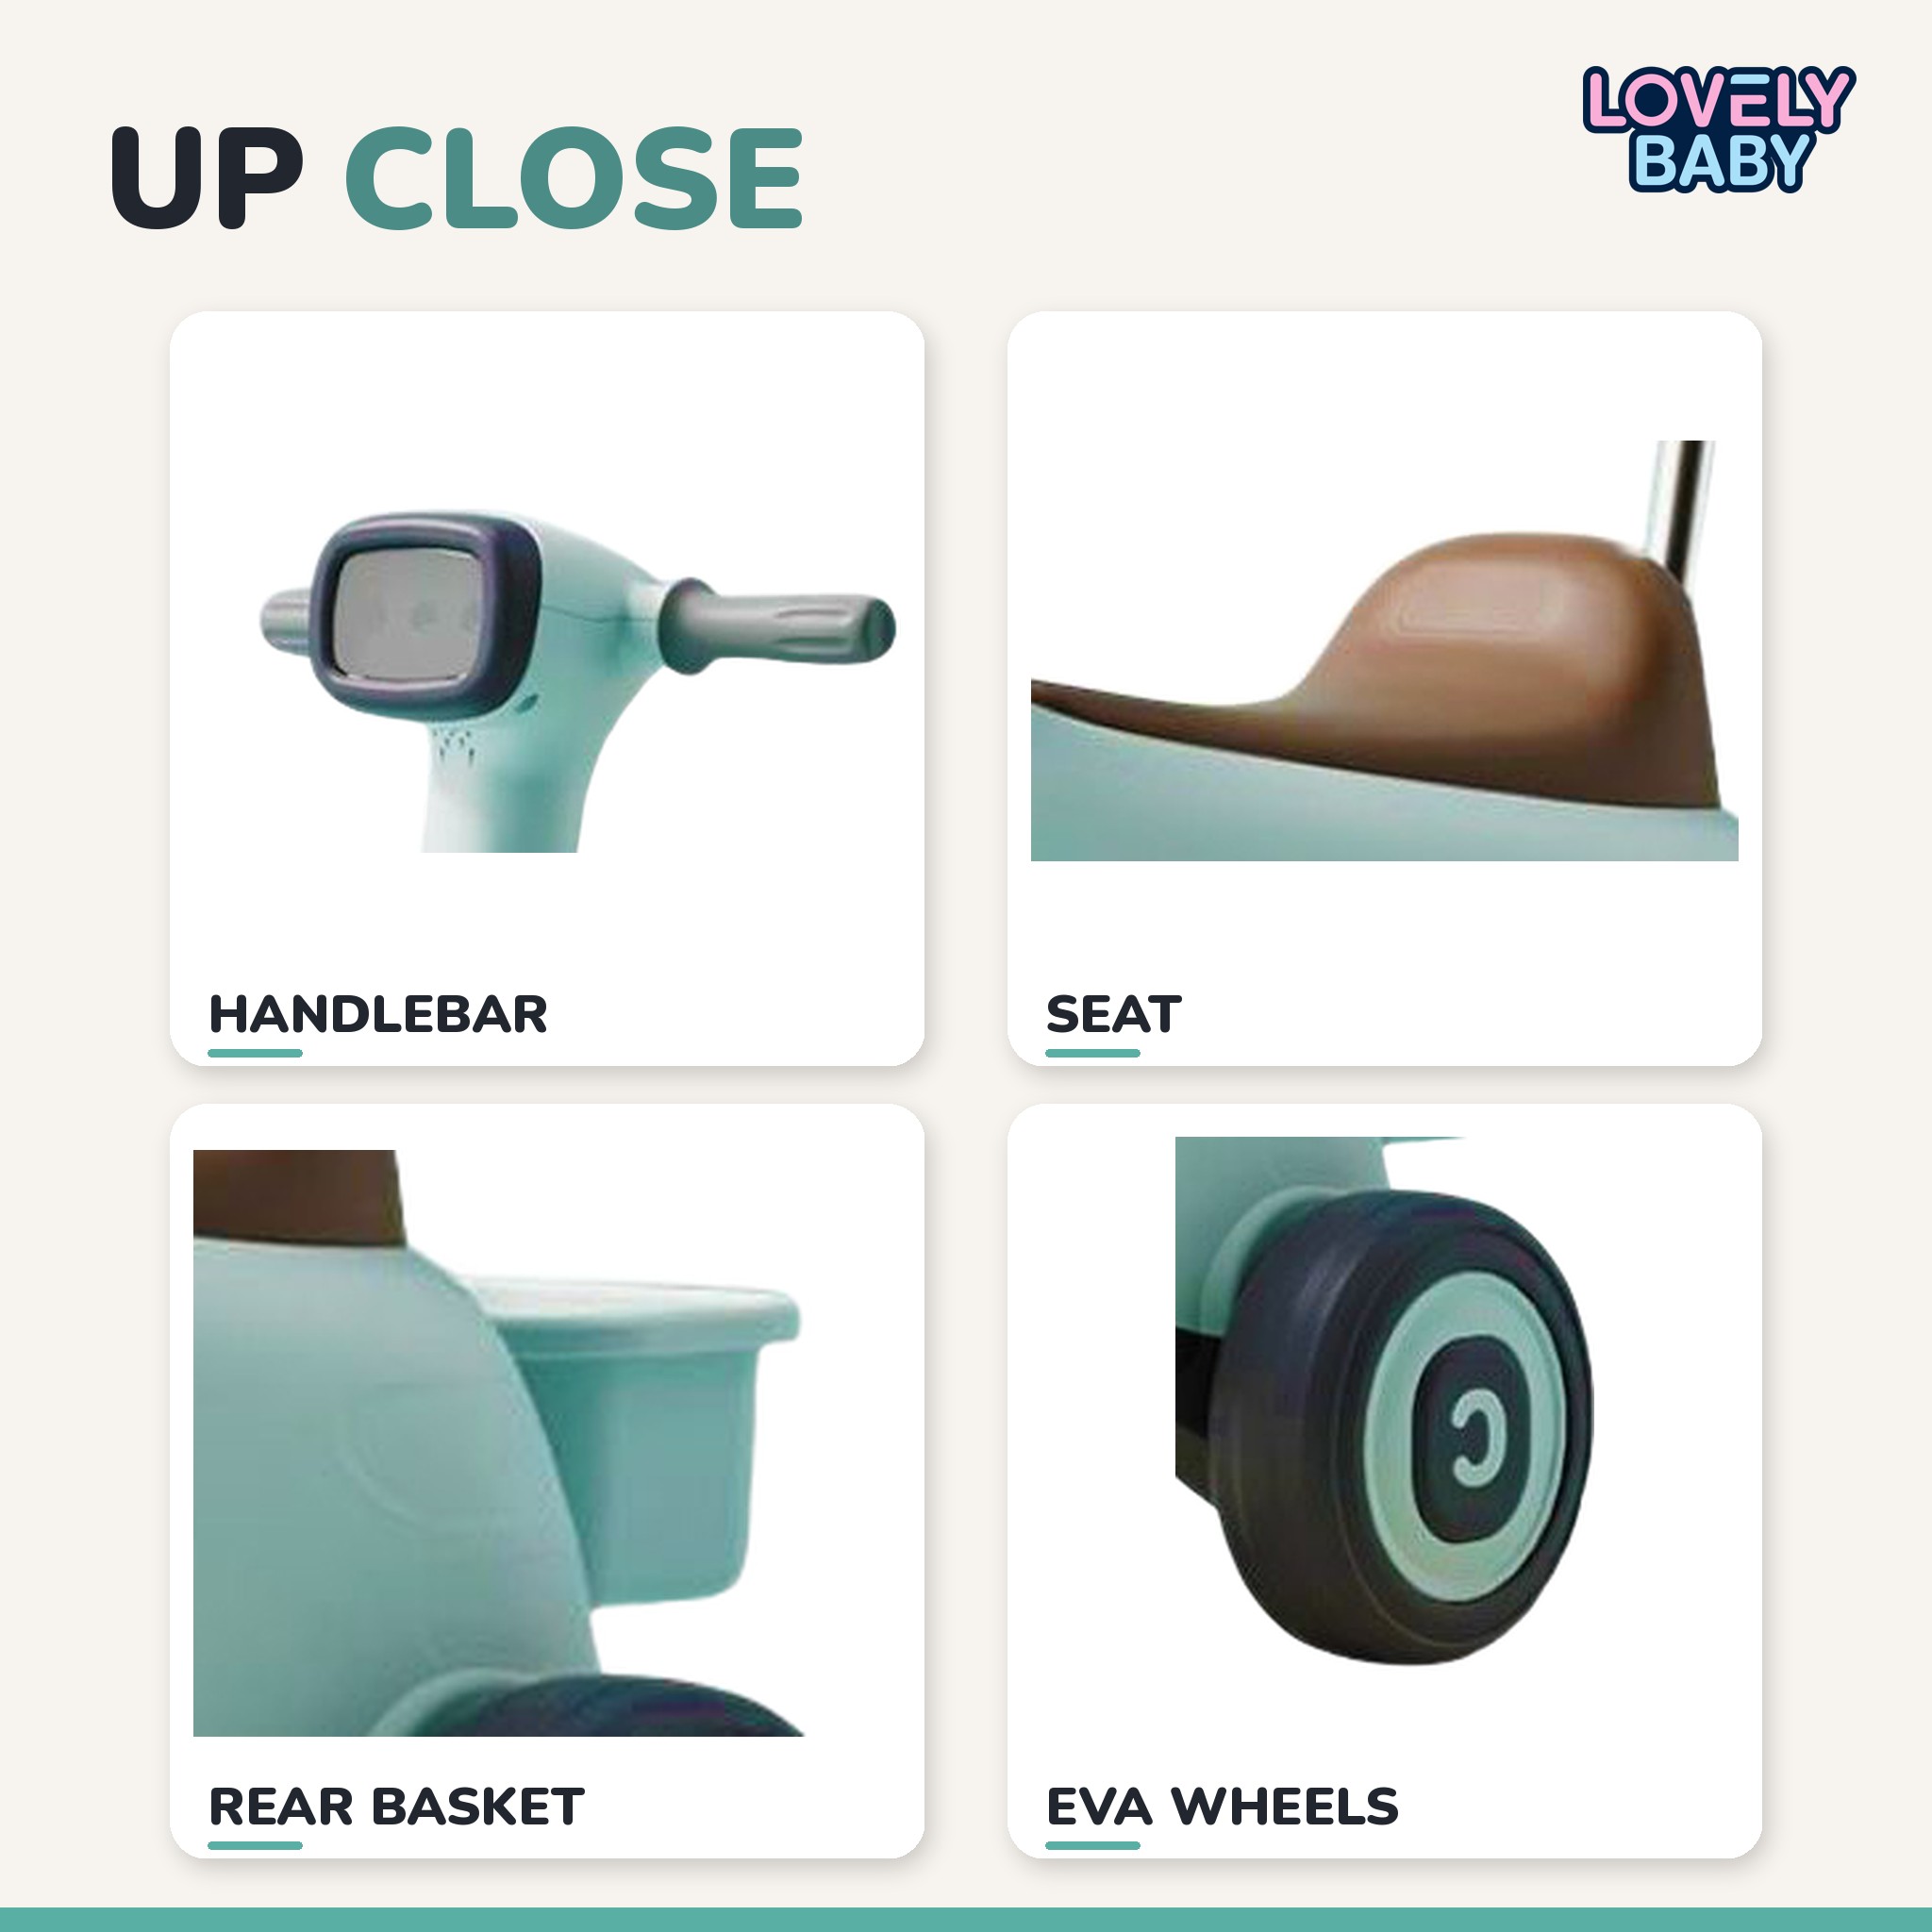 LOVELY
BABY
UP CLOSE
HANDLEBAR
SEAT
REAR BASKET
EVA WHEELS